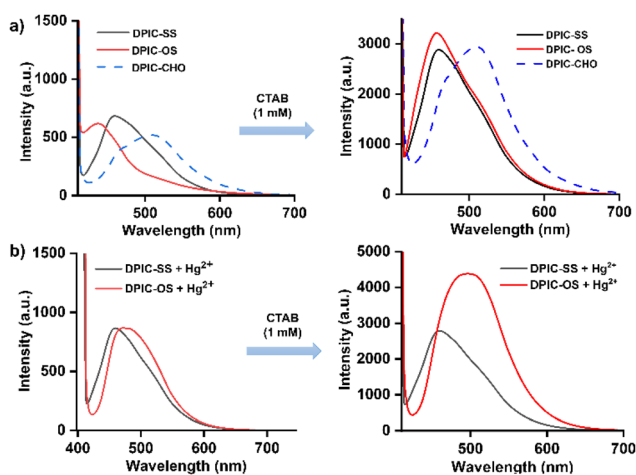 a)
DPIC-SS
DPIC-OS
DPIC-CHO
Intensity (a.u.)
1500
1000
500
0
500
600
700
Wavelength (nm)
CTAB
(1 mM)
DPIC-SS
DPIC- OS
DPIC-CHO
Intensity (a.u.)
3000
2000
1000
0
500
600
700
Wavelength (nm)
b)
DPIC-SS + Hg²⁺
DPIC-OS + Hg²⁺
Intensity (a.u.)
1500
1000
500
0
400
500
600
700
Wavelength (nm)
CTAB
(1 mM)
DPIC-SS + Hg²⁺
DPIC-OS + Hg²⁺
Intensity (a.u.)
5000
4000
3000
2000
1000
0
500
600
700
Wavelength (nm)